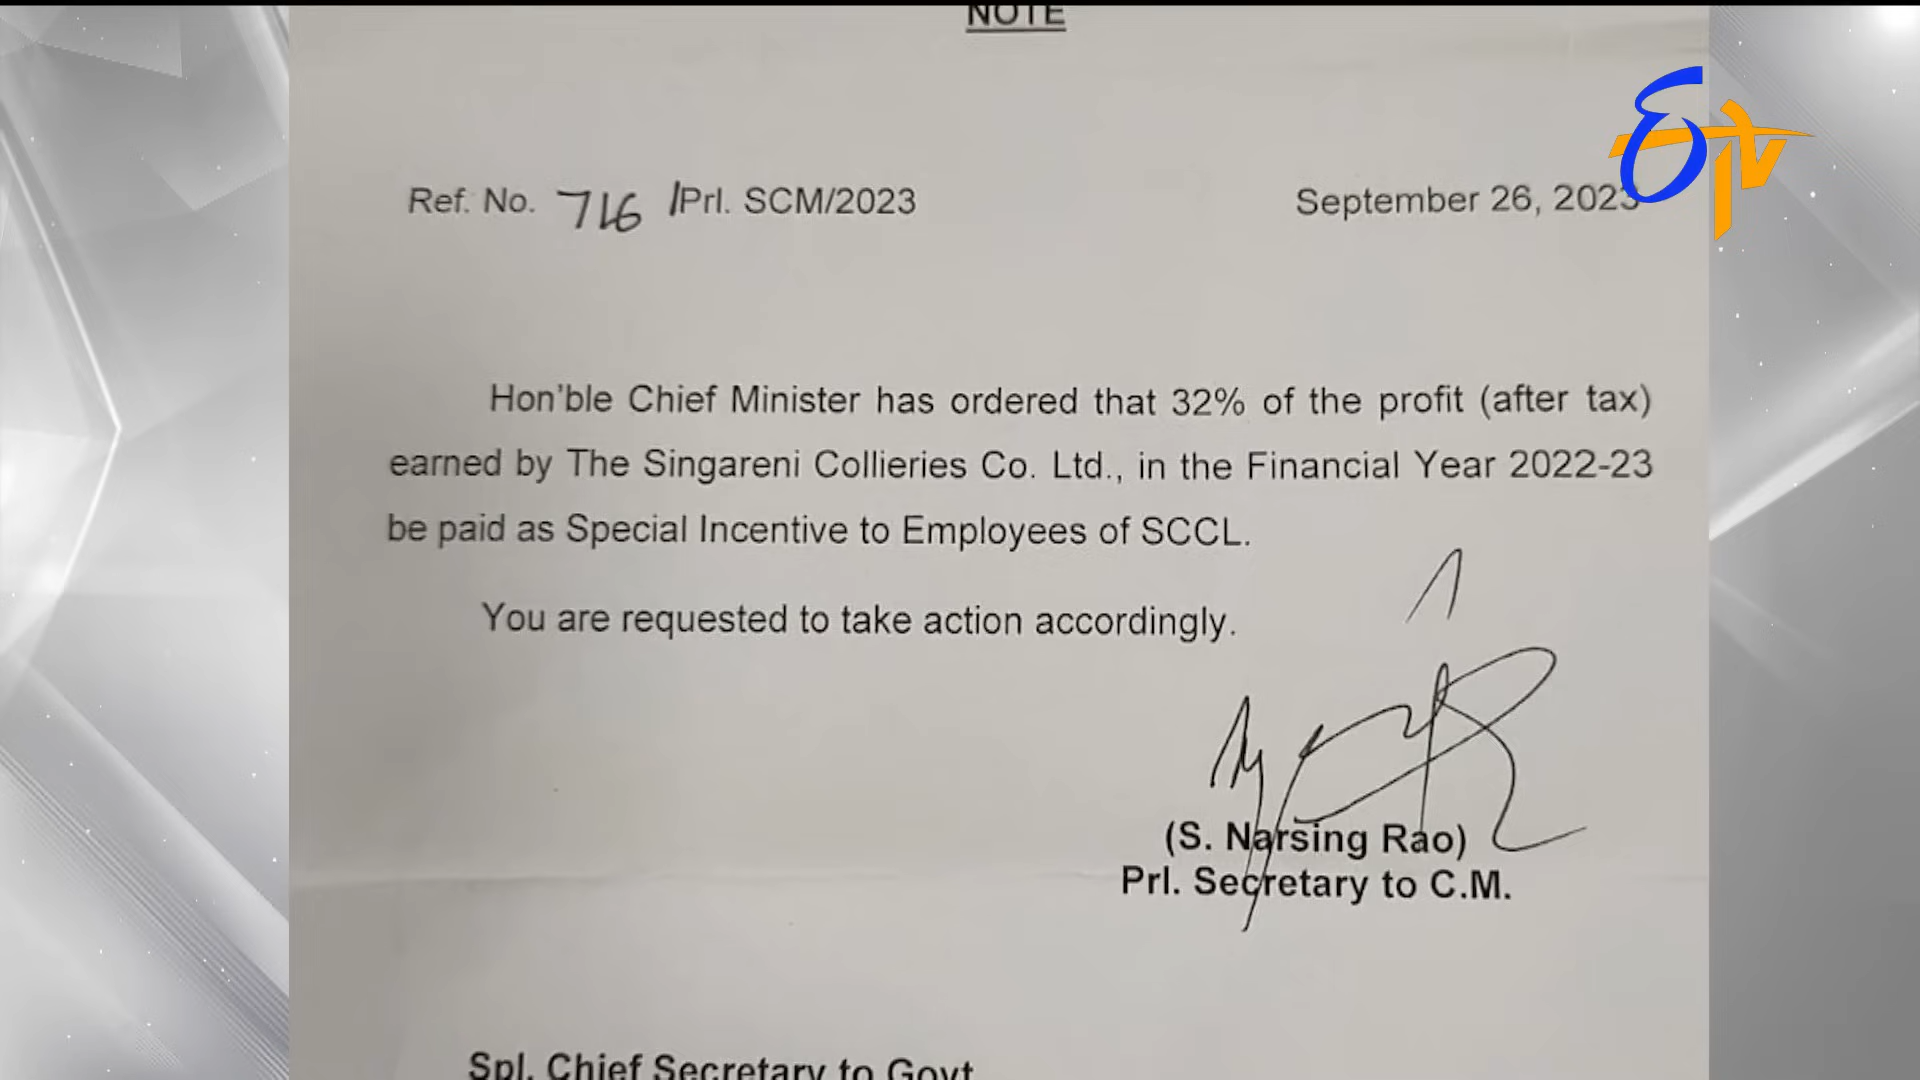 NOTE
ETV
Ref. No. 716 /Prl. SCM/2023
September 26, 2023
Hon'ble Chief Minister has ordered that 32% of the profit (after tax)
earned by The Singareni Collieries Co. Ltd., in the Financial Year 2022-23
be paid as Special Incentive to Employees of SCCL.
You are requested to take action accordingly.
(S. Narsing Rao)
Prl. Secretary to C.M.
Spl. Chief Secretary to Govt